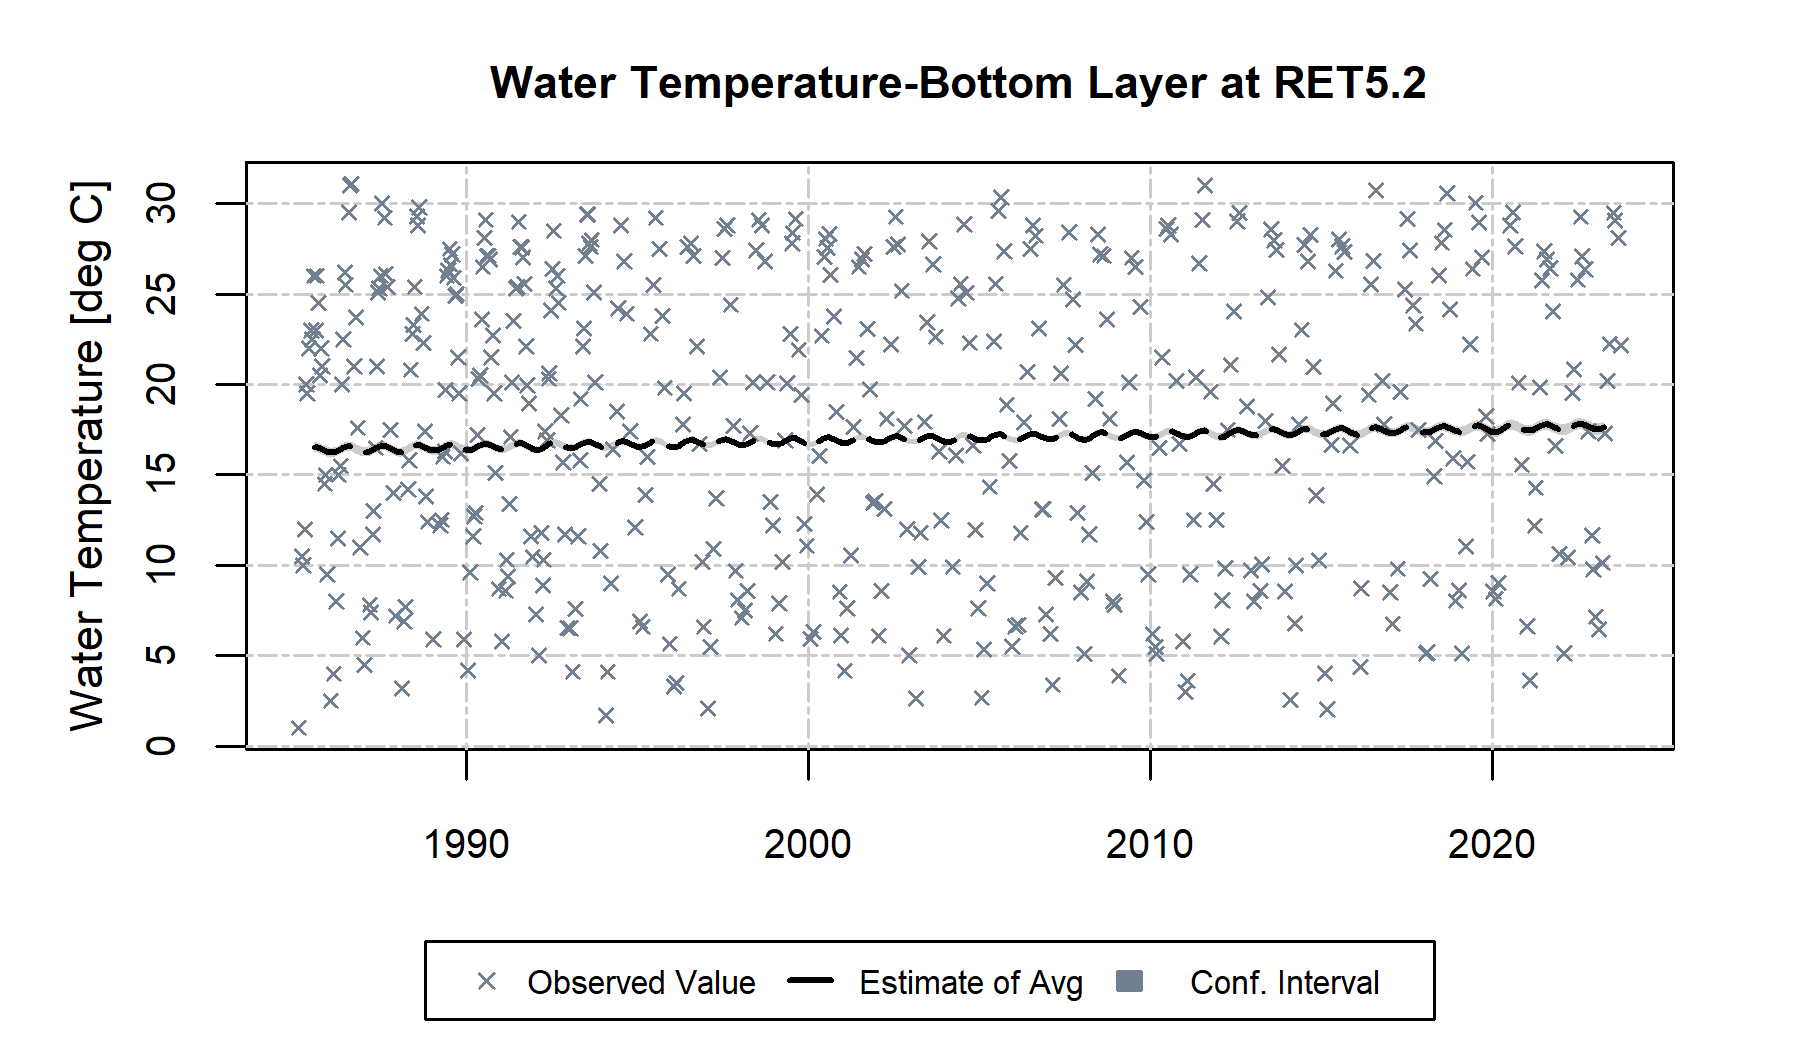 Water Temperature-Bottom Layer at RET5.2
Water Temperature [deg C]
30
25
20
15
10
5
0
1990 2000 2010 2020
Observed Value Estimate of Avg Conf. Interval